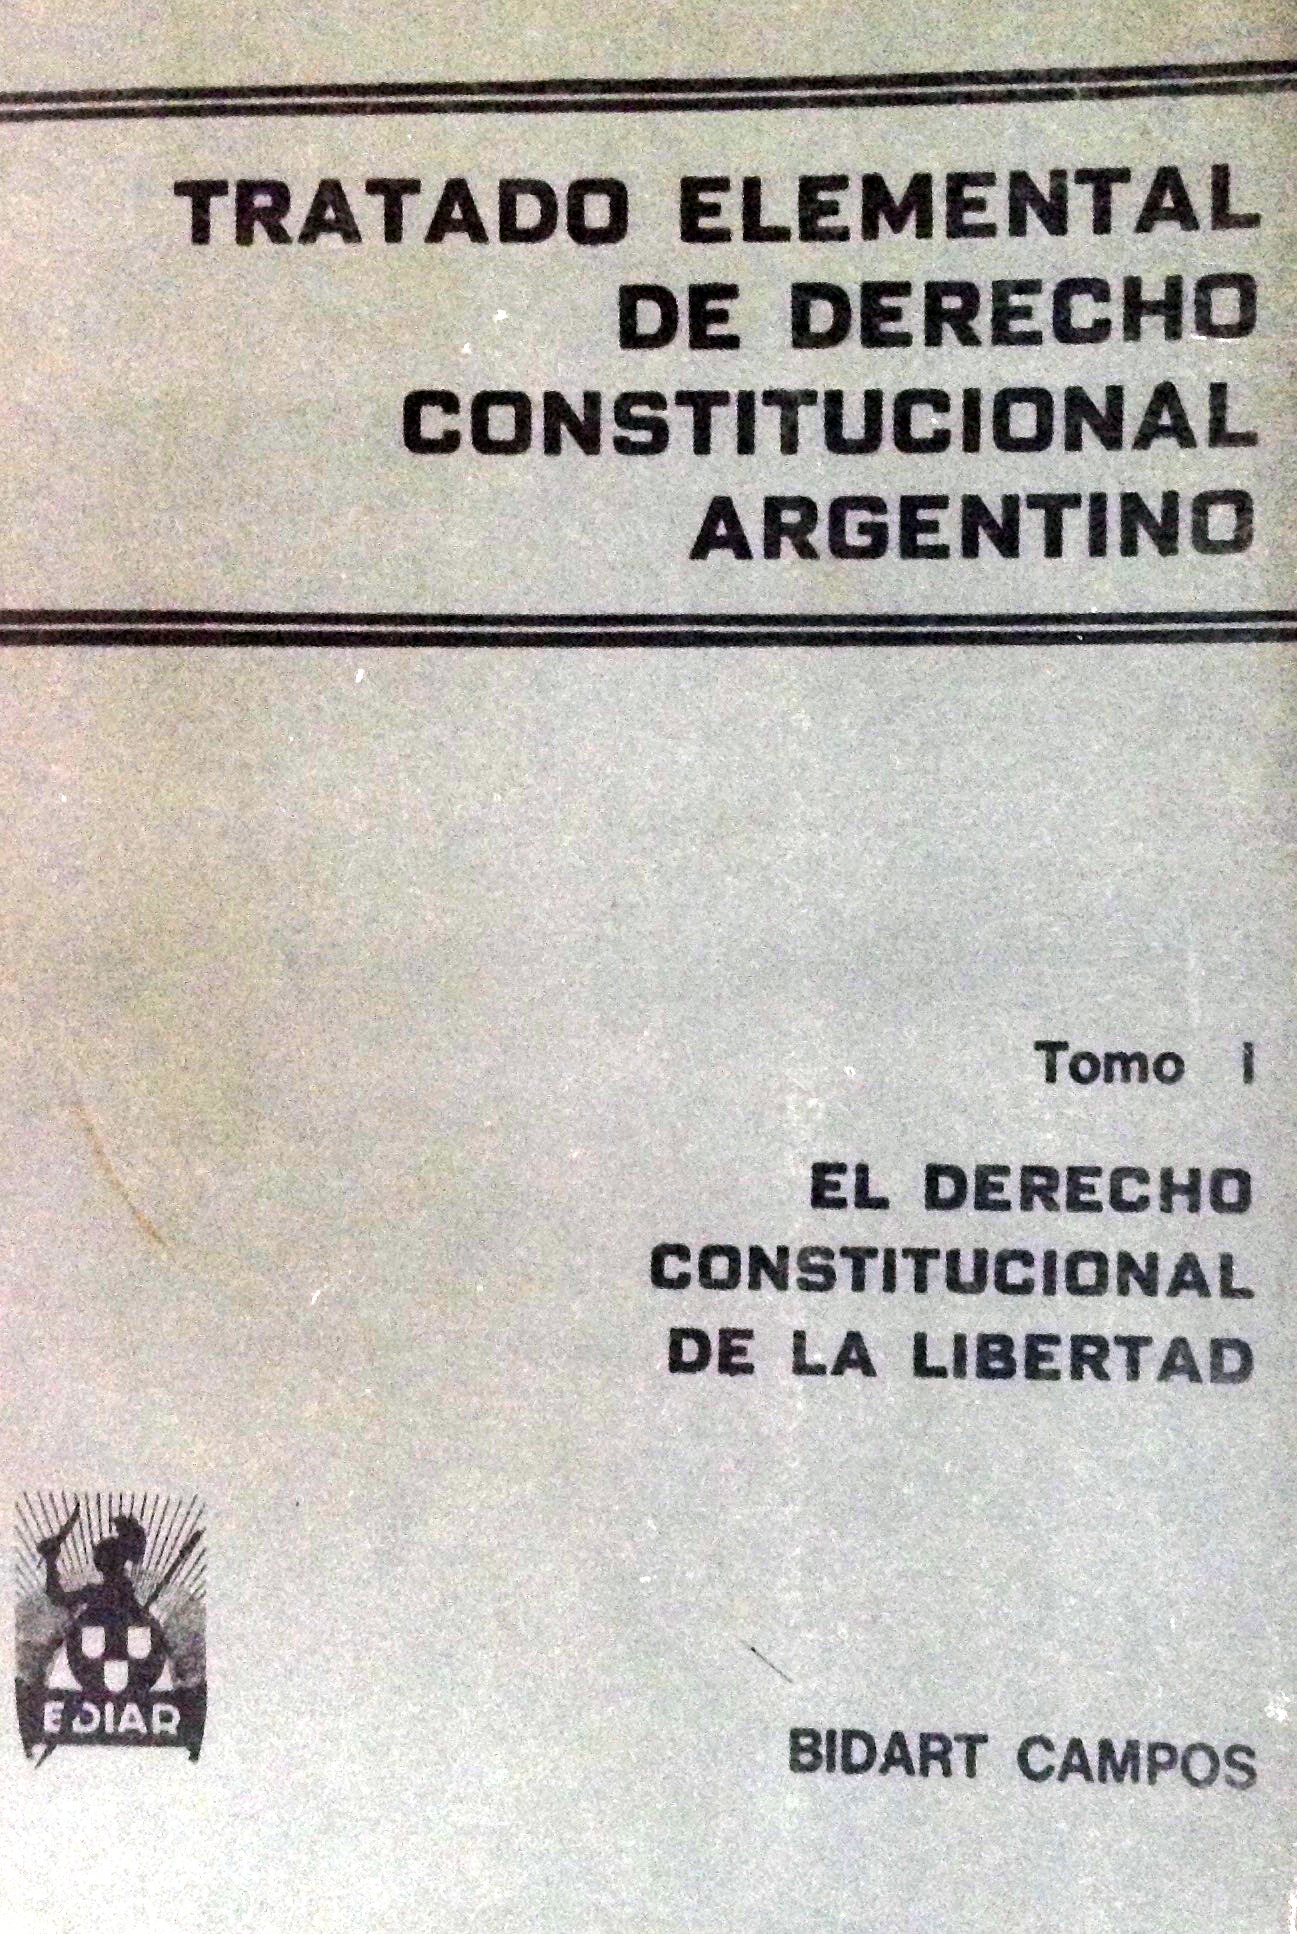 TRATADO ELEMENTAL
DE DERECHO
CONSTITUCIONAL
ARGENTINO
Tomo I
EL DERECHO
CONSTITUCIONAL
DE LA LIBERTAD
EDIAR
BIDART CAMPOS